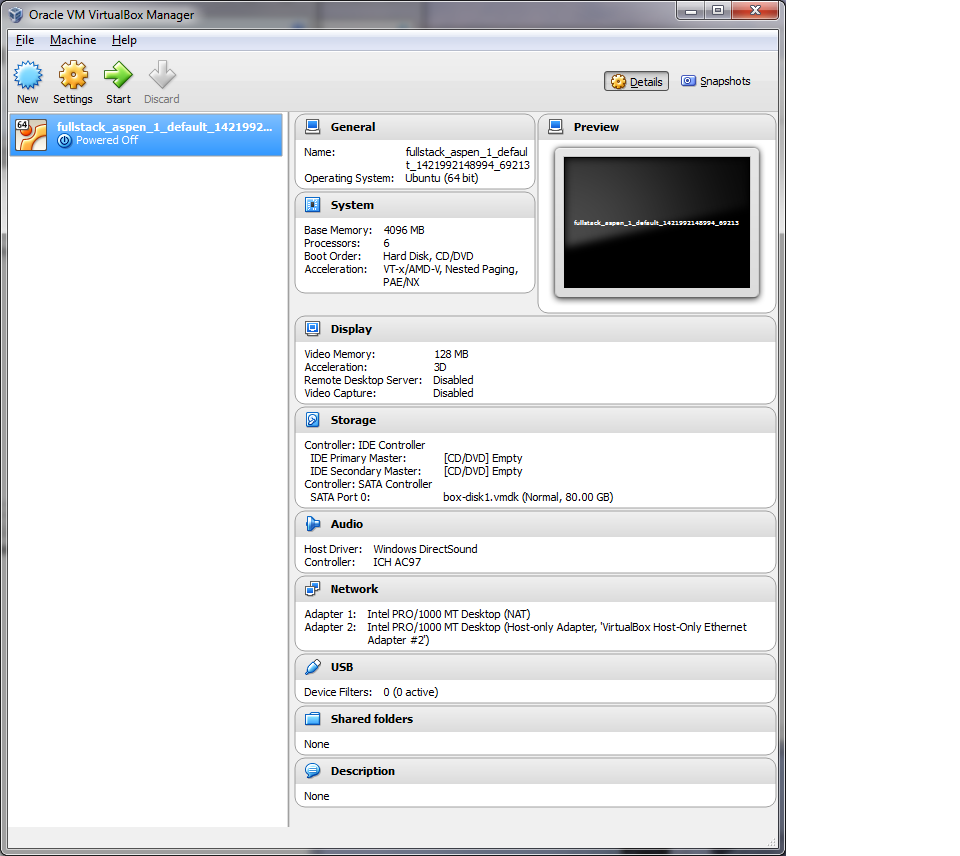 Oracle VM VirtualBox Manager
File Machine Help
New Settings Start Discard
Details Snapshots
64
fullstack_aspen_1_default_1421992...
Powered Off
General
Name: fullstack_aspen_1_defaul
t_1421992148994_69213
Operating System: Ubuntu (64 bit)
Preview
fullstack_aspen_1_default_1421992148994_69213
System
Base Memory: 4096 MB
Processors: 6
Boot Order: Hard Disk, CD/DVD
Acceleration: VT-x/AMD-V, Nested Paging,
PAE/NX
Display
Video Memory: 128 MB
Acceleration: 3D
Remote Desktop Server: Disabled
Video Capture: Disabled
Storage
Controller: IDE Controller
IDE Primary Master: [CD/DVD] Empty
IDE Secondary Master: [CD/DVD] Empty
Controller: SATA Controller
SATA Port 0: box-disk1.vmdk (Normal, 80.00 GB)
Audio
Host Driver: Windows DirectSound
Controller: ICH AC97
Network
Adapter 1: Intel PRO/1000 MT Desktop (NAT)
Adapter 2: Intel PRO/1000 MT Desktop (Host-only Adapter, 'VirtualBox Host-Only Ethernet
Adapter #2')
USB
Device Filters: 0 (0 active)
Shared folders
None
Description
None